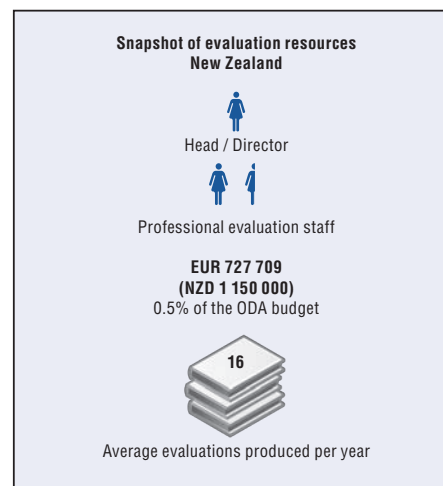 Snapshot of evaluation resources
New Zealand
Head / Director
Professional evaluation staff
EUR 727 709
(NZD 1 150 000)
0.5% of the ODA budget
16
Average evaluations produced per year